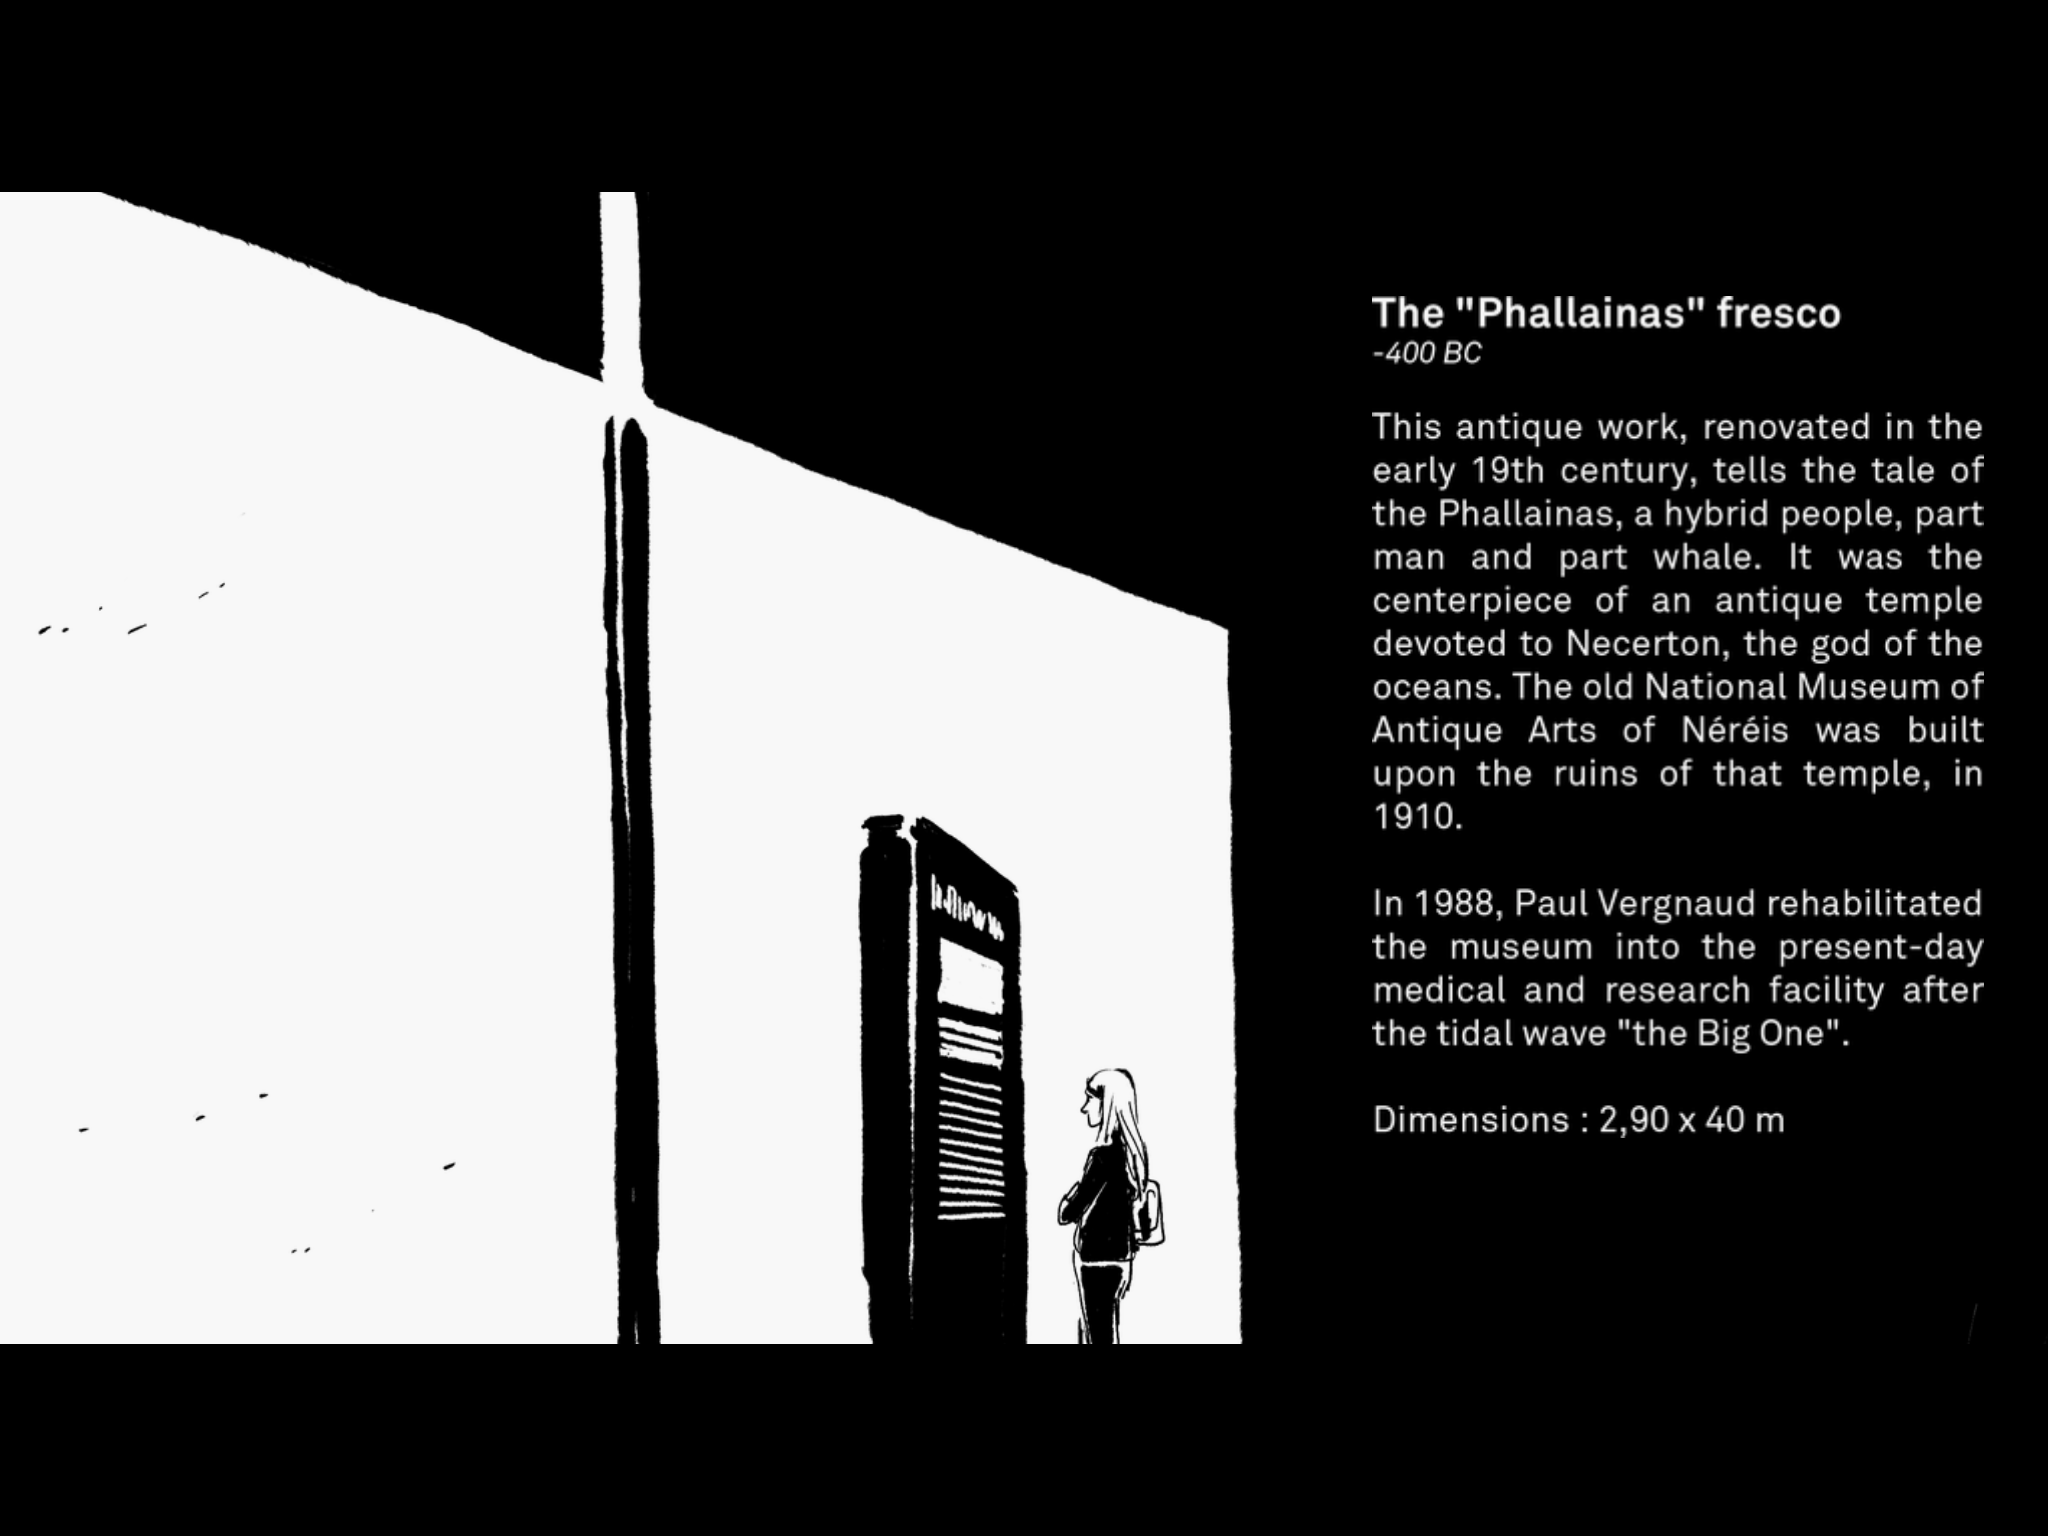 The "Phallainas" fresco
-400 BC
This antique work, renovated in the
early 19th century, tells the tale of
the Phallainas, a hybrid people, part
man and part whale. It was the
centerpiece of an antique temple
devoted to Necerton, the god of the
oceans. The old National Museum of
Antique Arts of Néréis was built
upon the ruins of that temple, in
1910.
In 1988, Paul Vergnaud rehabilitated
the museum into the present-day
medical and research facility after
the tidal wave "the Big One".
Dimensions : 2,90 x 40 m